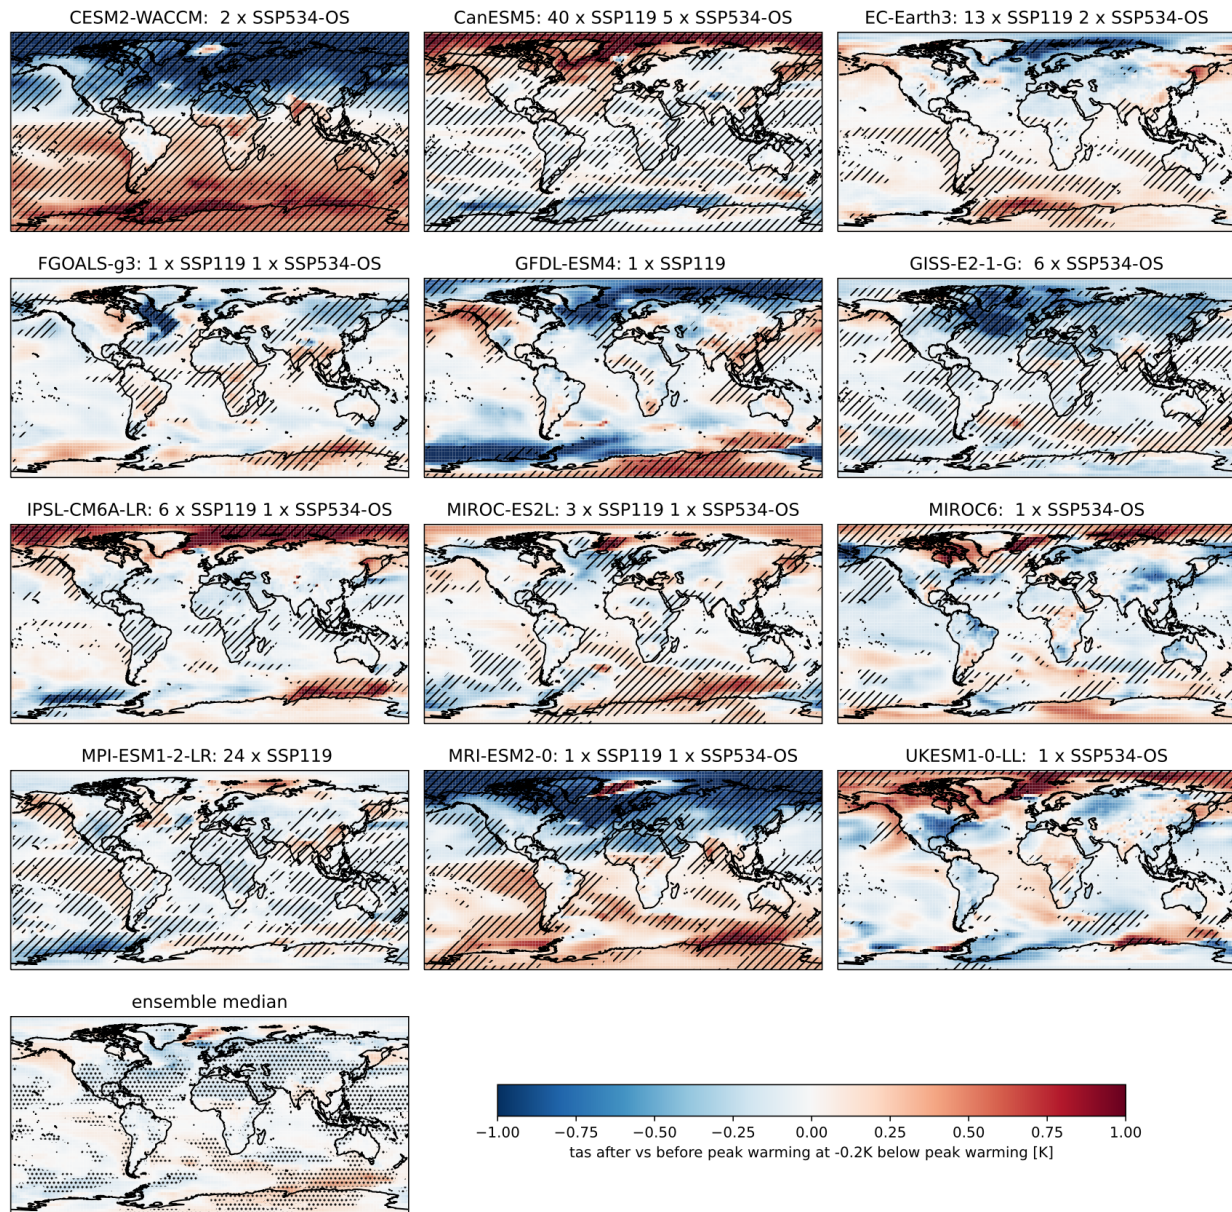 CESM2-WACCM:  2 x SSP534-OS
CanESM5: 40 x SSP119 5 x SSP534-OS
EC-Earth3: 13 x SSP119 2 x SSP534-OS
FGOALS-g3: 1 x SSP119 1 x SSP534-OS
GFDL-ESM4: 1 x SSP119
GISS-E2-1-G:  6 x SSP534-OS
IPSL-CM6A-LR: 6 x SSP119 1 x SSP534-OS
MIROC-ES2L: 3 x SSP119 1 x SSP534-OS
MIROC6:  1 x SSP534-OS
MPI-ESM1-2-LR: 24 x SSP119
MRI-ESM2-0: 1 x SSP119 1 x SSP534-OS
UKESM1-0-LL:  1 x SSP534-OS
ensemble median
−1.00 −0.75 −0.50 −0.25 0.00 0.25 0.50 0.75 1.00
tas after vs before peak warming at -0.2K below peak warming [K]